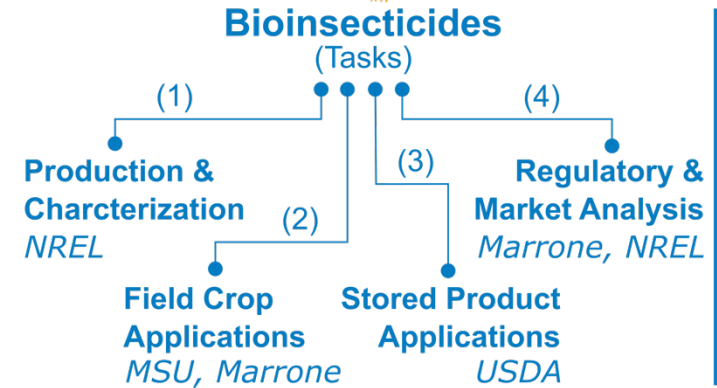 Bioinsecticides
(Tasks)
(1)
(4)
Production &
Charcterization
NREL
(2)
(3)
Regulatory &
Market Analysis
Marrone, NREL
Field Crop
Applications
MSU, Marrone
Stored Product
Applications
USDA